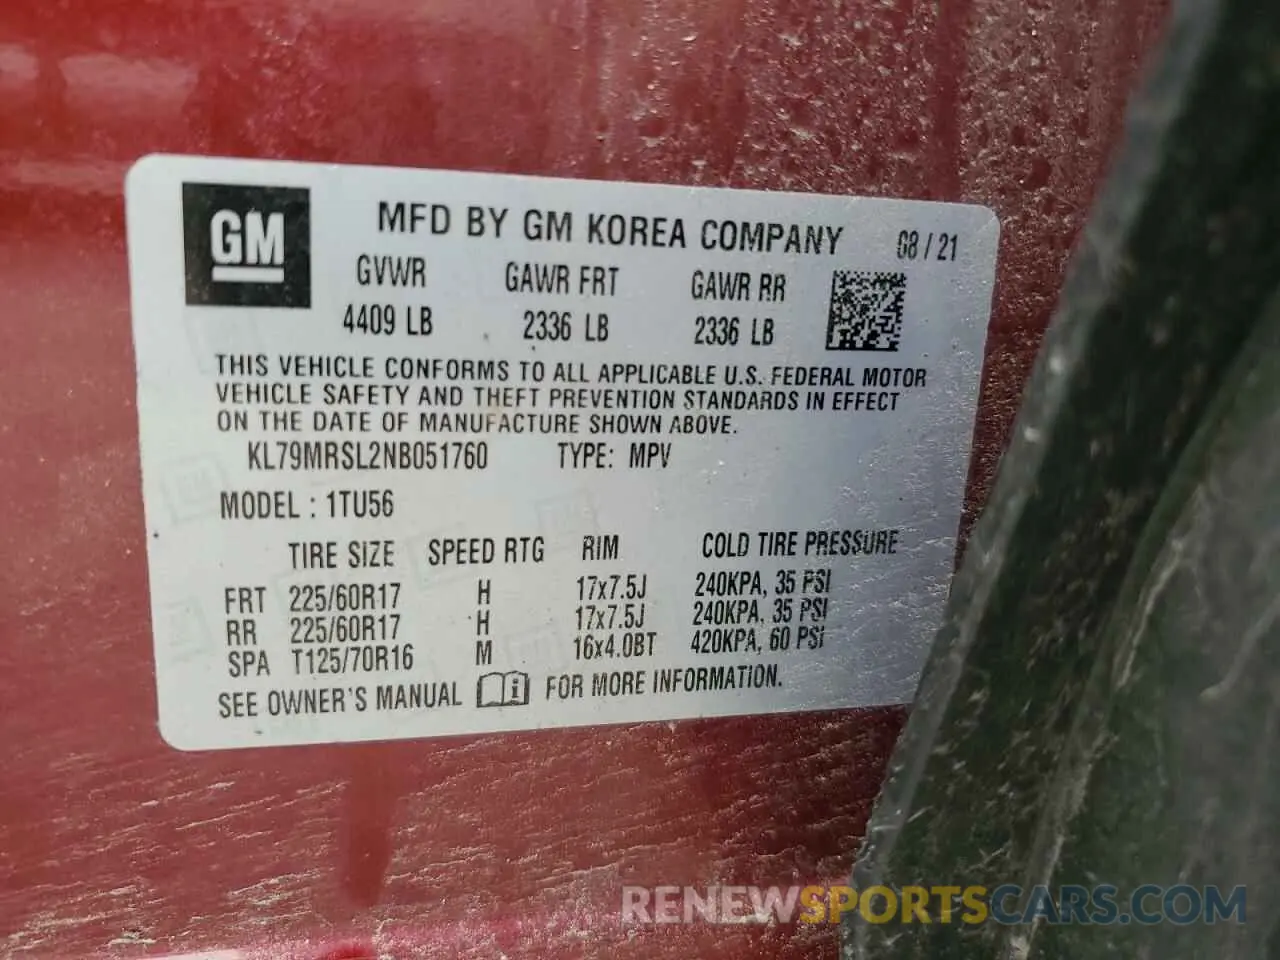 GM
MFD BY GM KOREA COMPANY 08/21
GVWR GAWR FRT GAWR RR
4409 LB 2336 LB 2336 LB
THIS VEHICLE CONFORMS TO ALL APPLICABLE U.S. FEDERAL MOTOR
VEHICLE SAFETY AND THEFT PREVENTION STANDARDS IN EFFECT
ON THE DATE OF MANUFACTURE SHOWN ABOVE.
KL79MRSL2NB051760 TYPE: MPV
MODEL : 1TU56
TIRE SIZE SPEED RTG RIM COLD TIRE PRESSURE
FRT 225/60R17 H 17x7.5J 240KPA, 35 PSI
RR 225/60R17 H 17x7.5J 240KPA, 35 PSI
SPA T125/70R16 M 16x4.0BT 420KPA, 60 PSI
SEE OWNER'S MANUAL i FOR MORE INFORMATION.
RENEWSPORTSCARS.COM